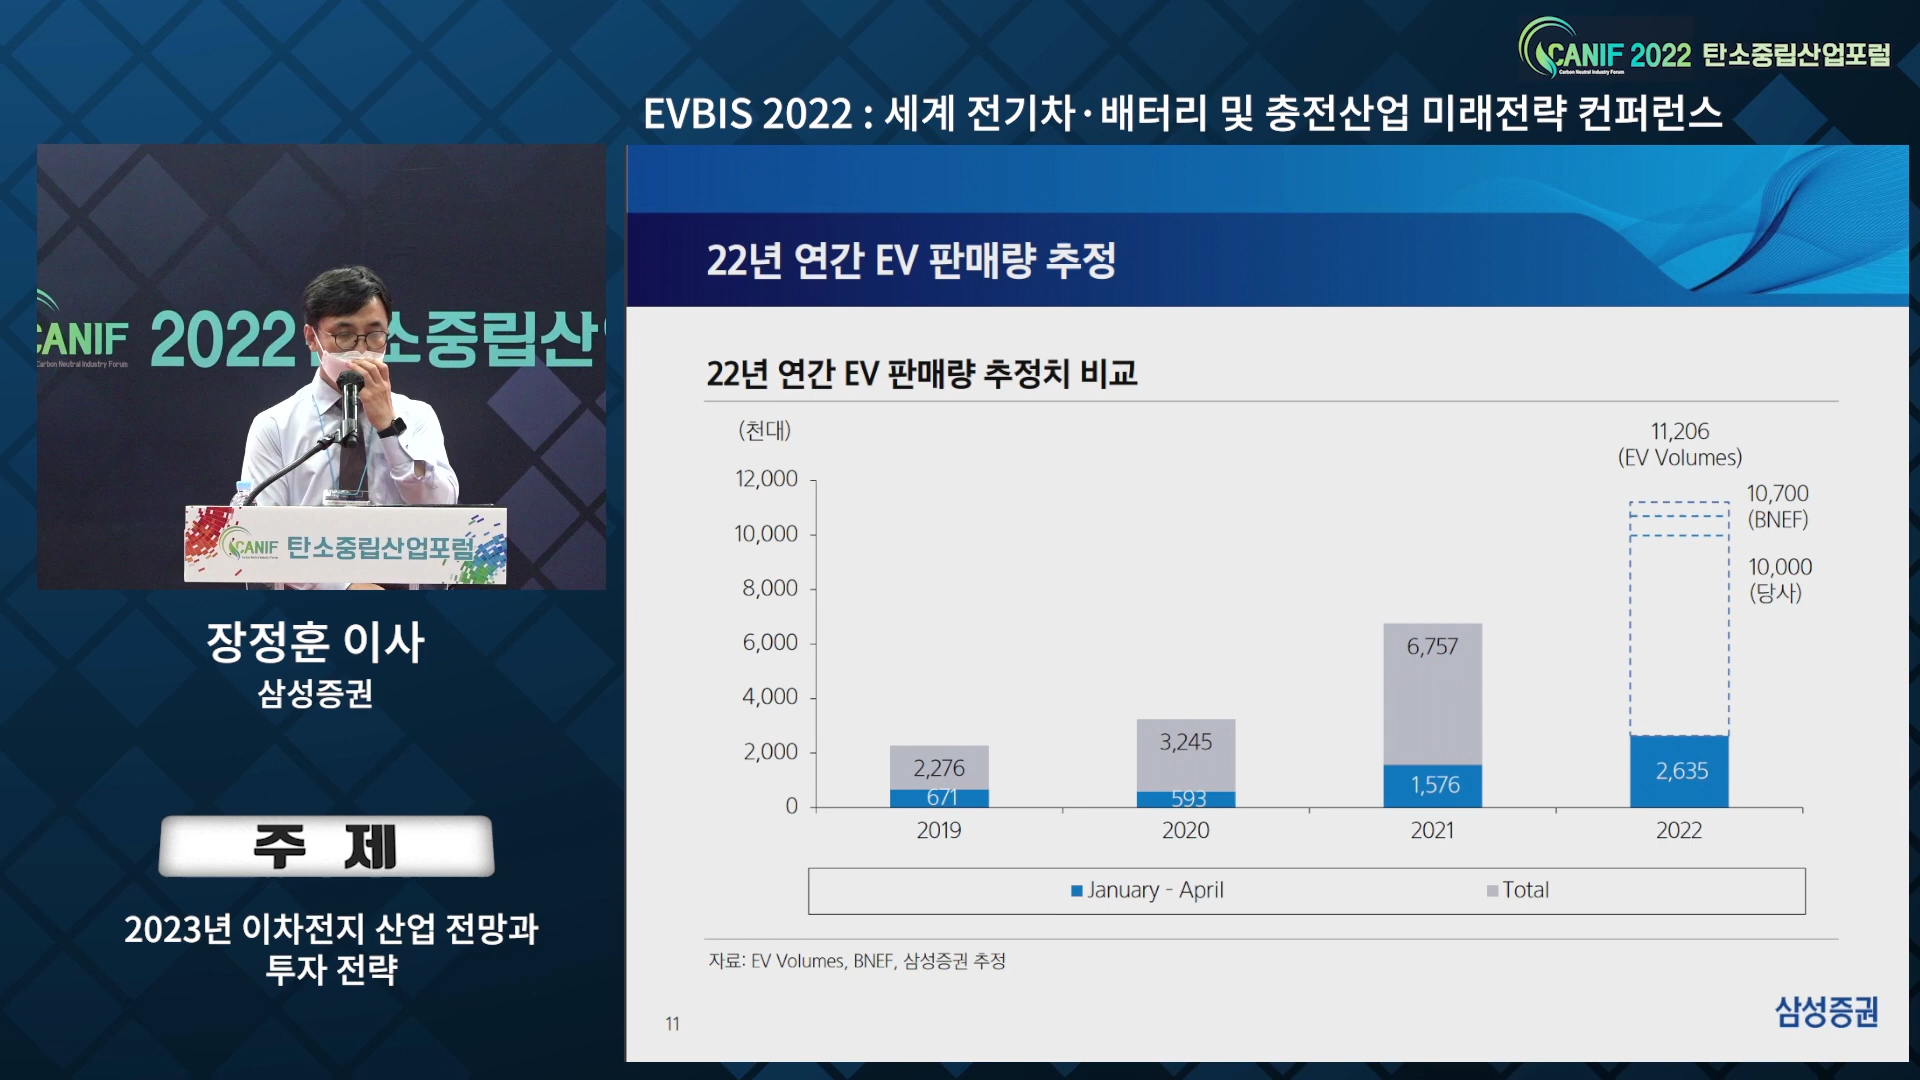 CANIF 2022 탄소중립산업포럼
Carbon Neutral Industry Forum
EVBIS 2022 : 세계 전기차·배터리 및 충전산업 미래전략 컨퍼런스
CANIF 2022 소중립산
Carbon Neutral Industry Forum
CANIF 탄소중립산업포럼
장정훈 이사
삼성증권
주 제
2023년 이차전지 산업 전망과
투자 전략
22년 연간 EV 판매량 추정
22년 연간 EV 판매량 추정치 비교
(천대)
12,000
10,000
8,000
6,000
4,000
2,000
0
2,276
671
2019
3,245
593
2020
6,757
1,576
2021
11,206
(EV Volumes)
10,700
(BNEF)
10,000
(당사)
2,635
2022
January - April
Total
자료: EV Volumes, BNEF, 삼성증권 추정
11
삼성증권